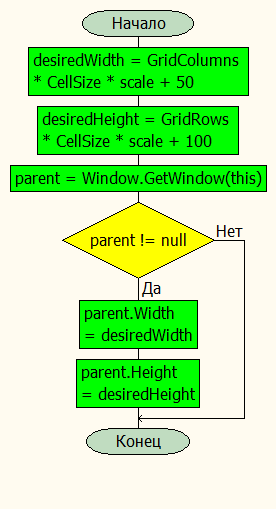 Начало
desiredWidth = GridColumns
* CellSize * scale + 50
desiredHeight = GridRows
* CellSize * scale + 100
parent = Window.GetWindow(this)
parent != null
Нет
Да
parent.Width
= desiredWidth
parent.Height
= desiredHeight
Конец